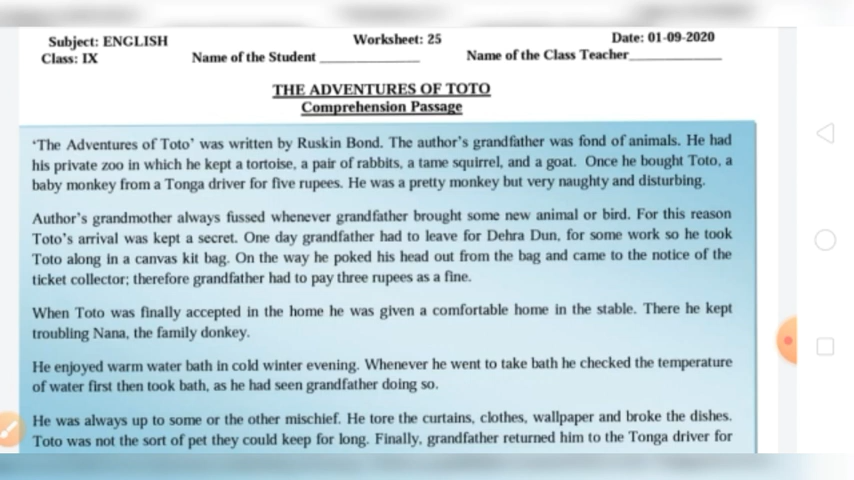 Subject: ENGLISH Worksheet: 25 Date: 01-09-2020
Class: IX Name of the Student ______________ Name of the Class Teacher_____________
THE ADVENTURES OF TOTO
Comprehension Passage
‘The Adventures of Toto’ was written by Ruskin Bond. The author’s grandfather was fond of animals. He had
his private zoo in which he kept a tortoise, a pair of rabbits, a tame squirrel, and a goat. Once he bought Toto, a
baby monkey from a Tonga driver for five rupees. He was a pretty monkey but very naughty and disturbing.
Author’s grandmother always fussed whenever grandfather brought some new animal or bird. For this reason
Toto’s arrival was kept a secret. One day grandfather had to leave for Dehra Dun, for some work so he took
Toto along in a canvas kit bag. On the way he poked his head out from the bag and came to the notice of the
ticket collector; therefore grandfather had to pay three rupees as a fine.
When Toto was finally accepted in the home he was given a comfortable home in the stable. There he kept
troubling Nana, the family donkey.
He enjoyed warm water bath in cold winter evening. Whenever he went to take bath he checked the temperature
of water first then took bath, as he had seen grandfather doing so.
He was always up to some or the other mischief. He tore the curtains, clothes, wallpaper and broke the dishes.
Toto was not the sort of pet they could keep for long. Finally, grandfather returned him to the Tonga driver for